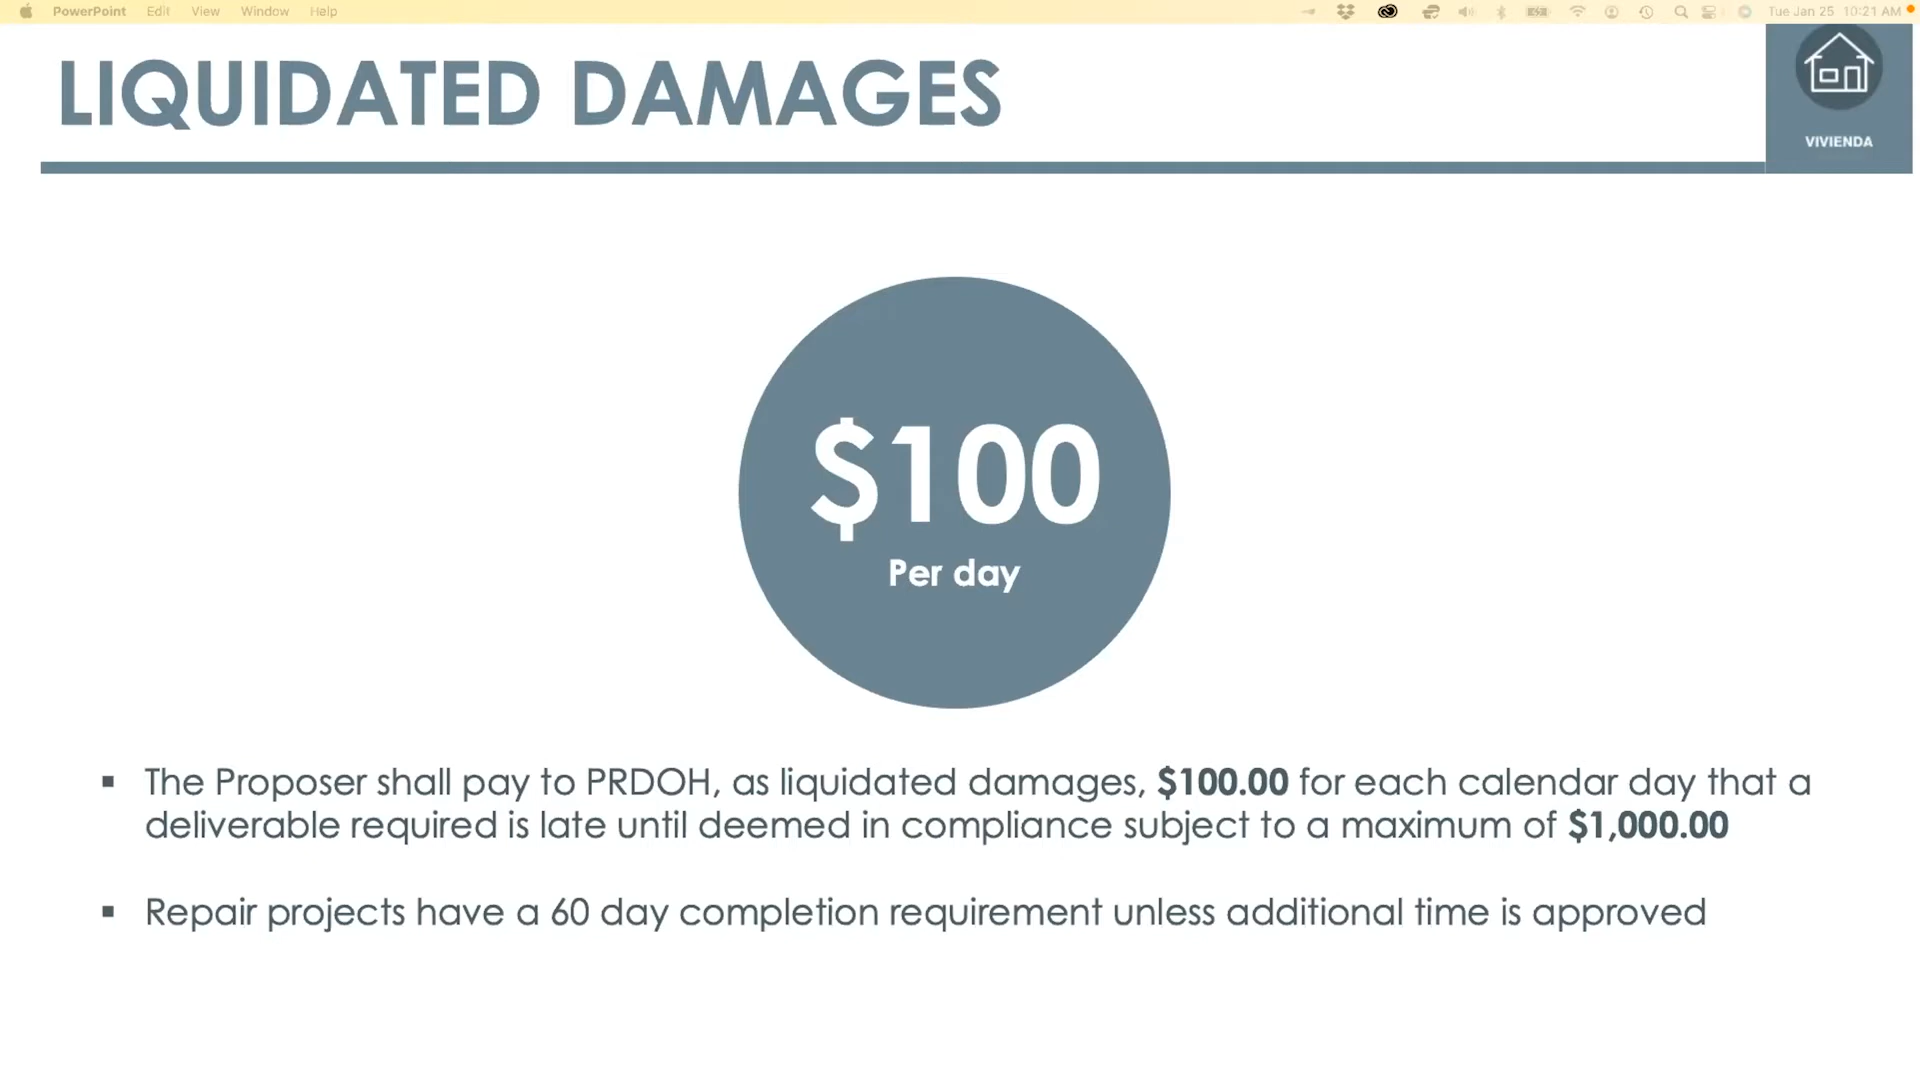 PowerPoint Edit View Window Help Tue Jan 25 10:21 AM
LIQUIDATED DAMAGES
VIVIENDA
$100
Per day
▪ The Proposer shall pay to PRDOH, as liquidated damages, $100.00 for each calendar day that a
deliverable required is late until deemed in compliance subject to a maximum of $1,000.00
▪ Repair projects have a 60 day completion requirement unless additional time is approved